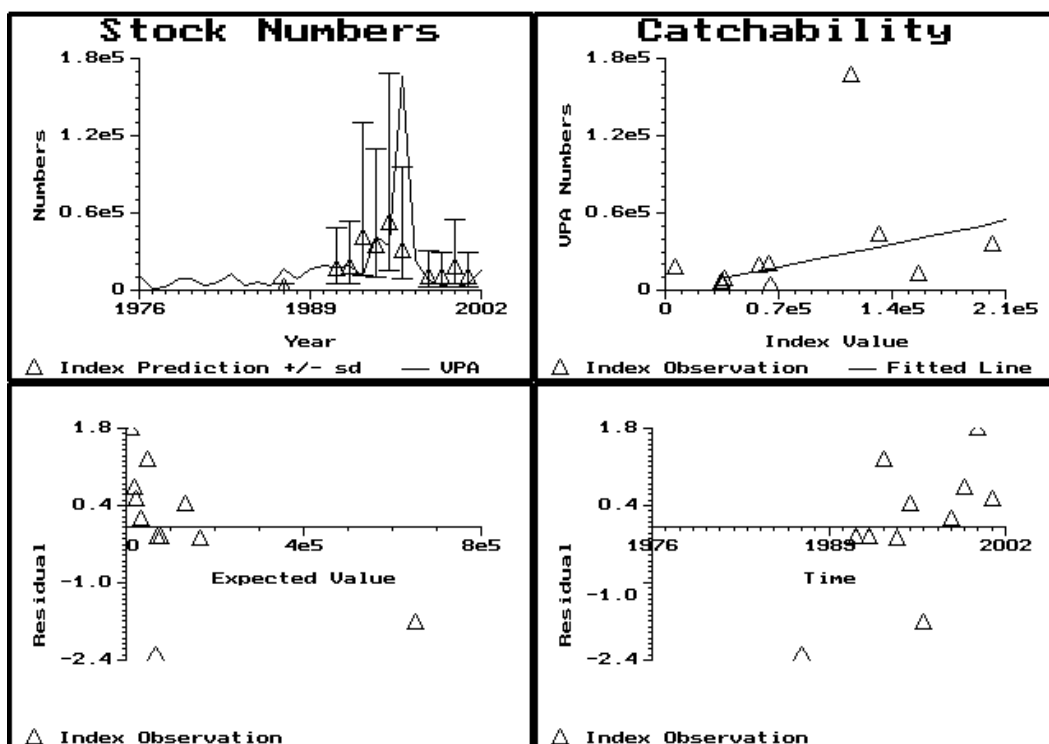 Stock Numbers
1.8e5
1.2e5
0.6e5
0
Numbers
1976
1989
2002
Year
Index Prediction +/- sd
VPA
Catchability
1.8e5
1.2e5
0.6e5
0
VPA Numbers
0
0.7e5
1.4e5
2.1e5
Index Value
Index Observation
Fitted Line
1.8
0.4
-1.0
-2.4
Residual
0
4e5
8e5
Expected Value
Index Observation
1.8
0.4
-1.0
-2.4
Residual
1976
1989
2002
Time
Index Observation